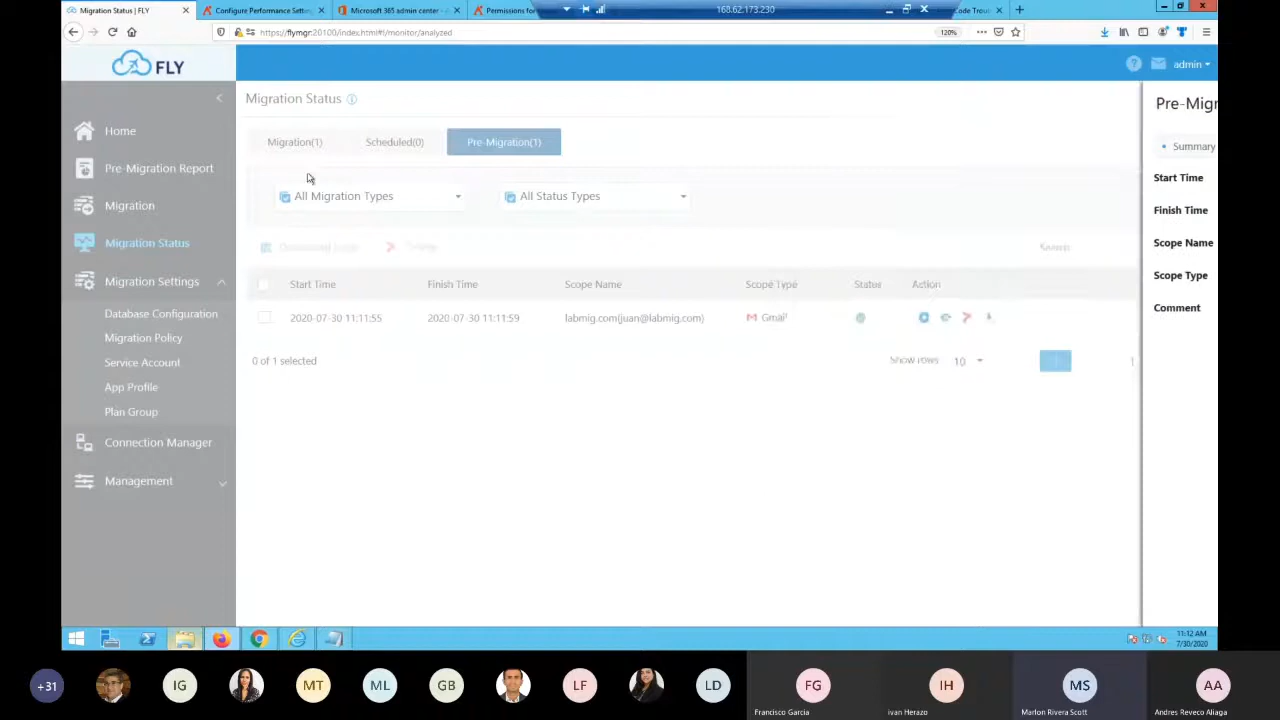 Migration Status | FLY
Configure Performance Settin
Microsoft 365 admin center -
Permissions for
168.62.173.230
Code Trou
https://flymgr:20100/index.html#!/monitor/analyzed
120%
FLY
admin
Migration Status
Pre-Migr
Home
Migration(1)
Scheduled(0)
Pre-Migration(1)
Summary
Pre-Migration Report
Start Time
All Migration Types
All Status Types
Migration
Finish Time
Migration Status
Scope Name
Search
Migration Settings
Start Time
Finish Time
Scope Name
Scope Type
Status
Action
Scope Type
Database Configuration
2020-07-30 11:11:55
2020-07-30 11:11:59
labmig.com(juan@labmig.com)
Gmail
Comment
Migration Policy
Service Account
0 of 1 selected
Show rows
10
1
1
App Profile
Plan Group
Connection Manager
Management
11:12 AM
7/30/2020
+31
IG
MT
ML
GB
LF
LD
FG
IH
MS
AA
Francisco Garcia
ivan Herazo
Marlon Rivera Scott
Andres Reveco Aliaga